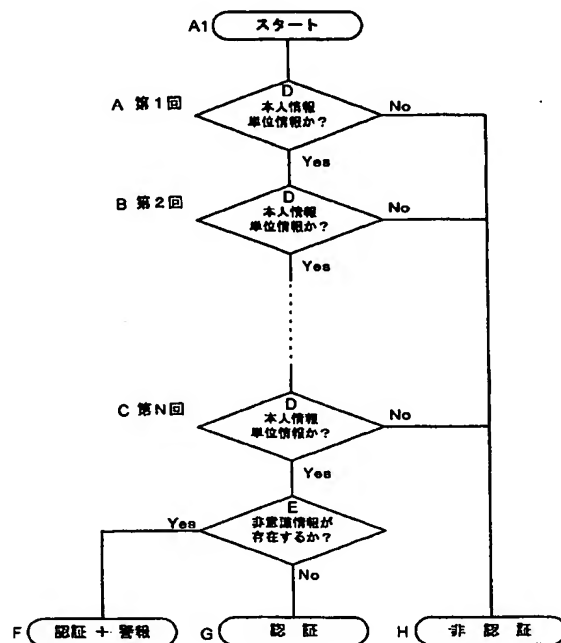 A1 スタート
D
A 第1回
本人情報
単位情報か?
No
Yes
D
B 第2回
本人情報
単位情報か?
No
Yes
D
C 第N回
本人情報
単位情報か?
No
Yes
E
非意識情報が
存在するか?
Yes
No
F 認証 + 警報
G 認証
H 非認証